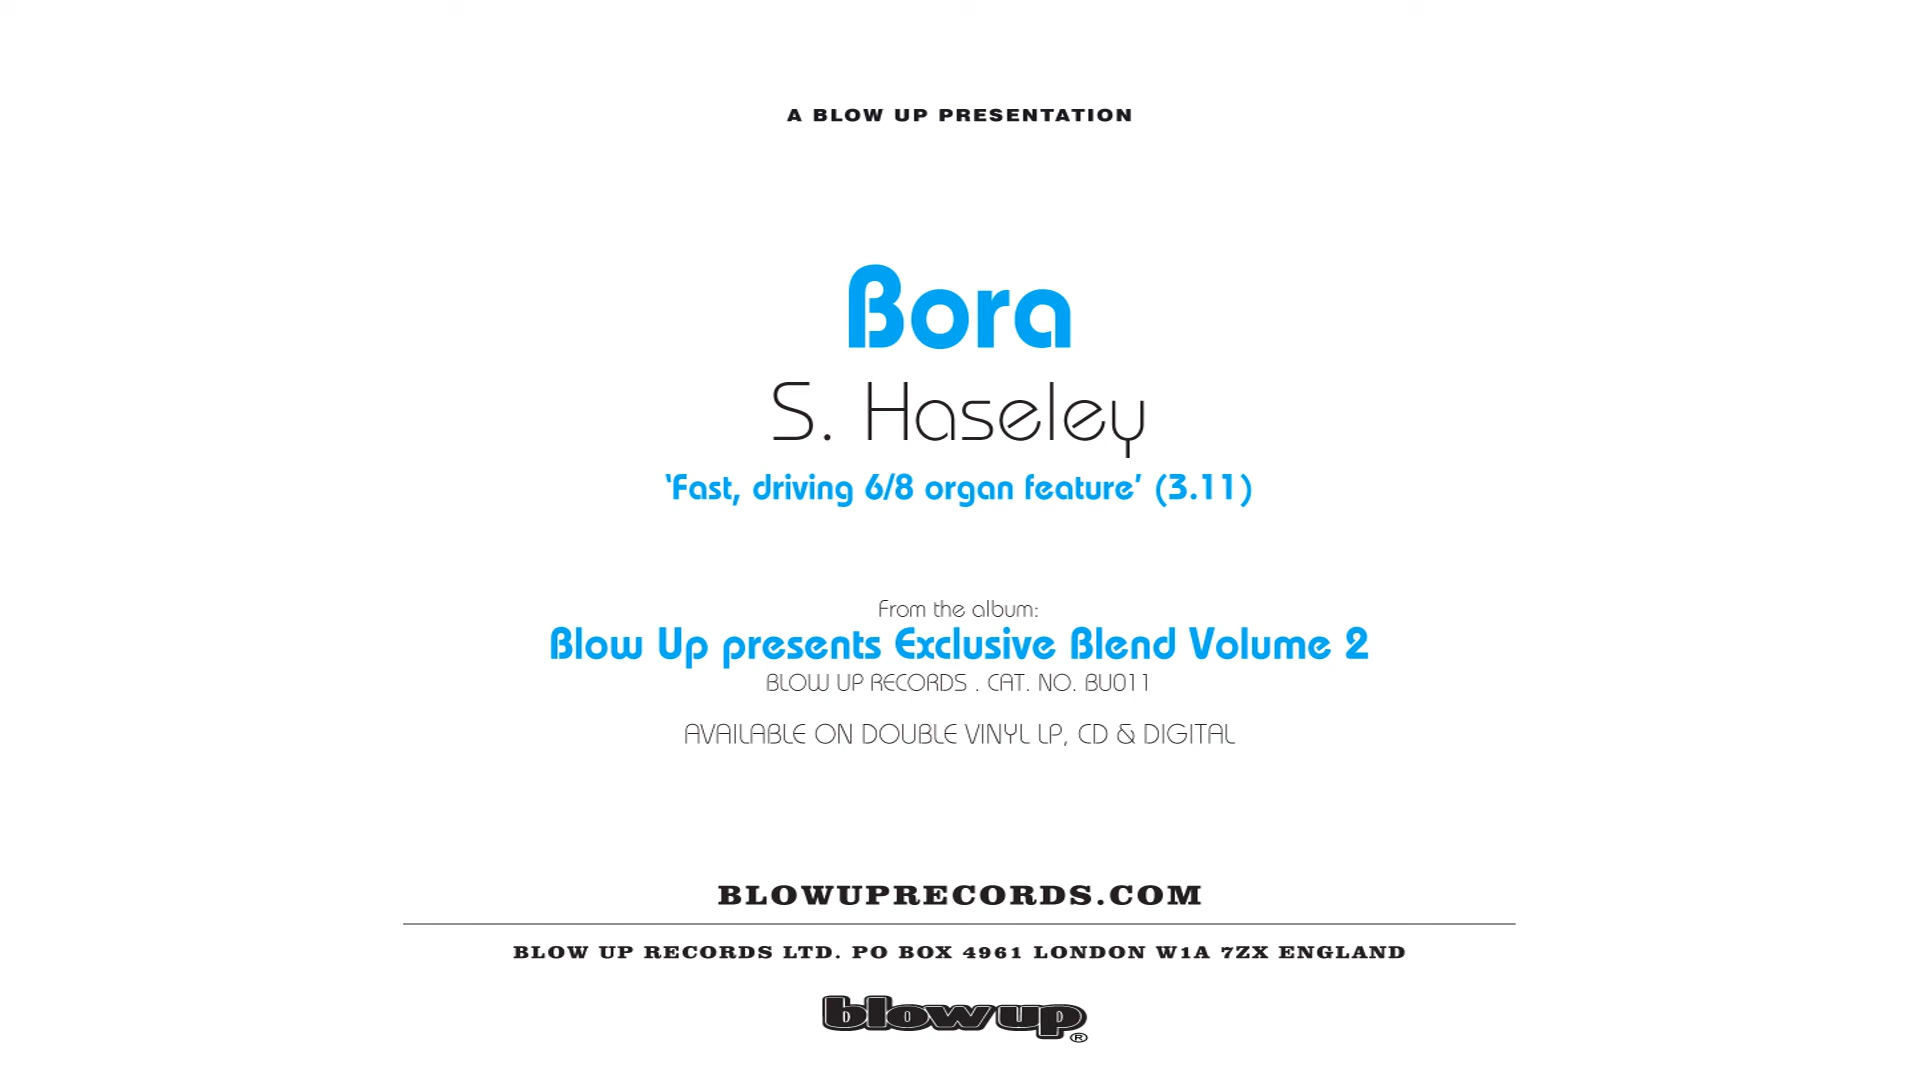 A BLOW UP PRESENTATION
Bora
S. Haseley
‘Fast, driving 6/8 organ feature’ (3.11)
From the album:
Blow Up presents Exclusive Blend Volume 2
BLOW UP RECORDS . CAT. NO. BU011
AVAILABLE ON DOUBLE VINYL LP, CD & DIGITAL
BLOWUPRECORDS.COM
BLOW UP RECORDS LTD. PO BOX 4961 LONDON W1A 7ZX ENGLAND
blow up®